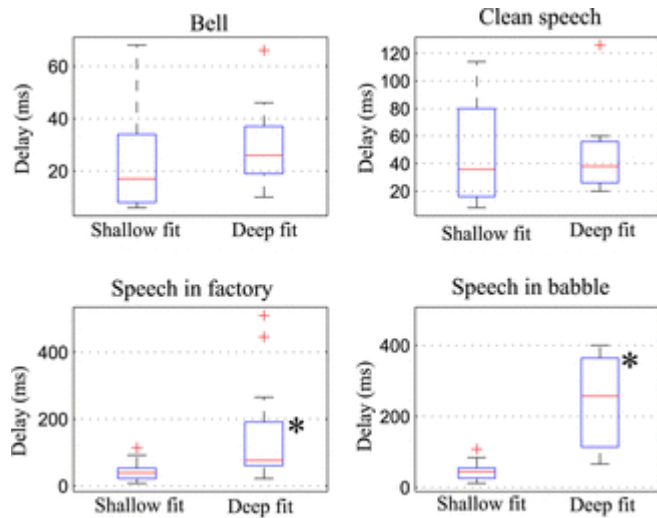 Bell
Delay (ms)
60
40
20
Shallow fit
Deep fit
Clean speech
Delay (ms)
120
100
80
60
40
20
Shallow fit
Deep fit
Speech in factory
Delay (ms)
400
200
0
*
Shallow fit
Deep fit
Speech in babble
Delay (ms)
400
200
0
*
Shallow fit
Deep fit